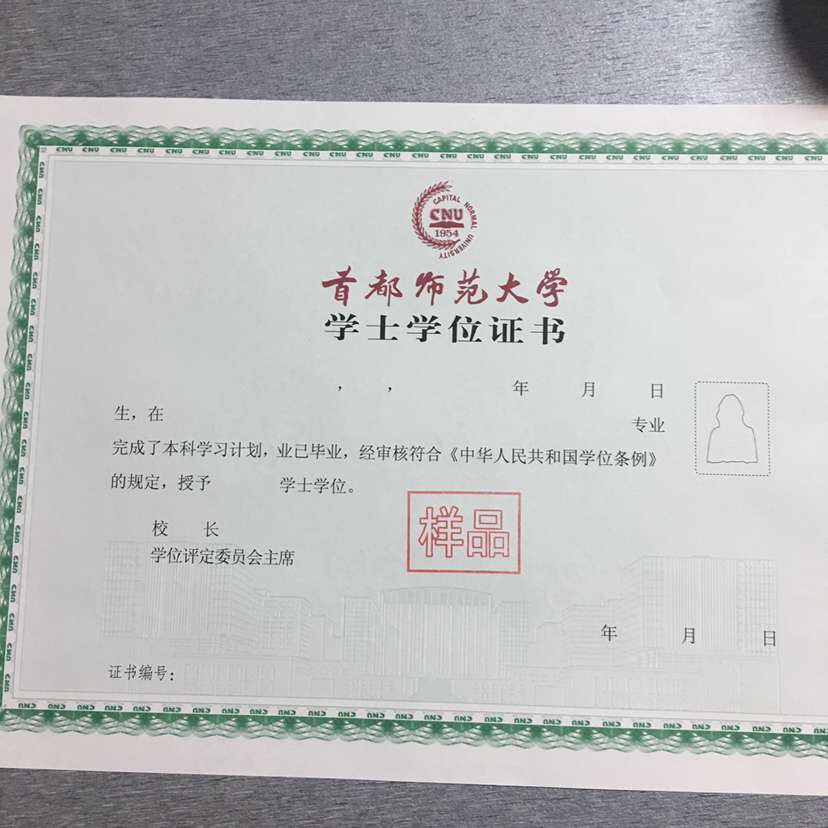 CAPITAL NORMAL UNIVERSITY
CNU
1954
首都师范大学
学士学位证书
， ， 年 月 日
生，在 专业
完成了本科学习计划，业已毕业，经审核符合《中华人民共和国学位条例》
的规定，授予 学士学位。
样品
校 长
学位评定委员会主席
年 月 日
证书编号：